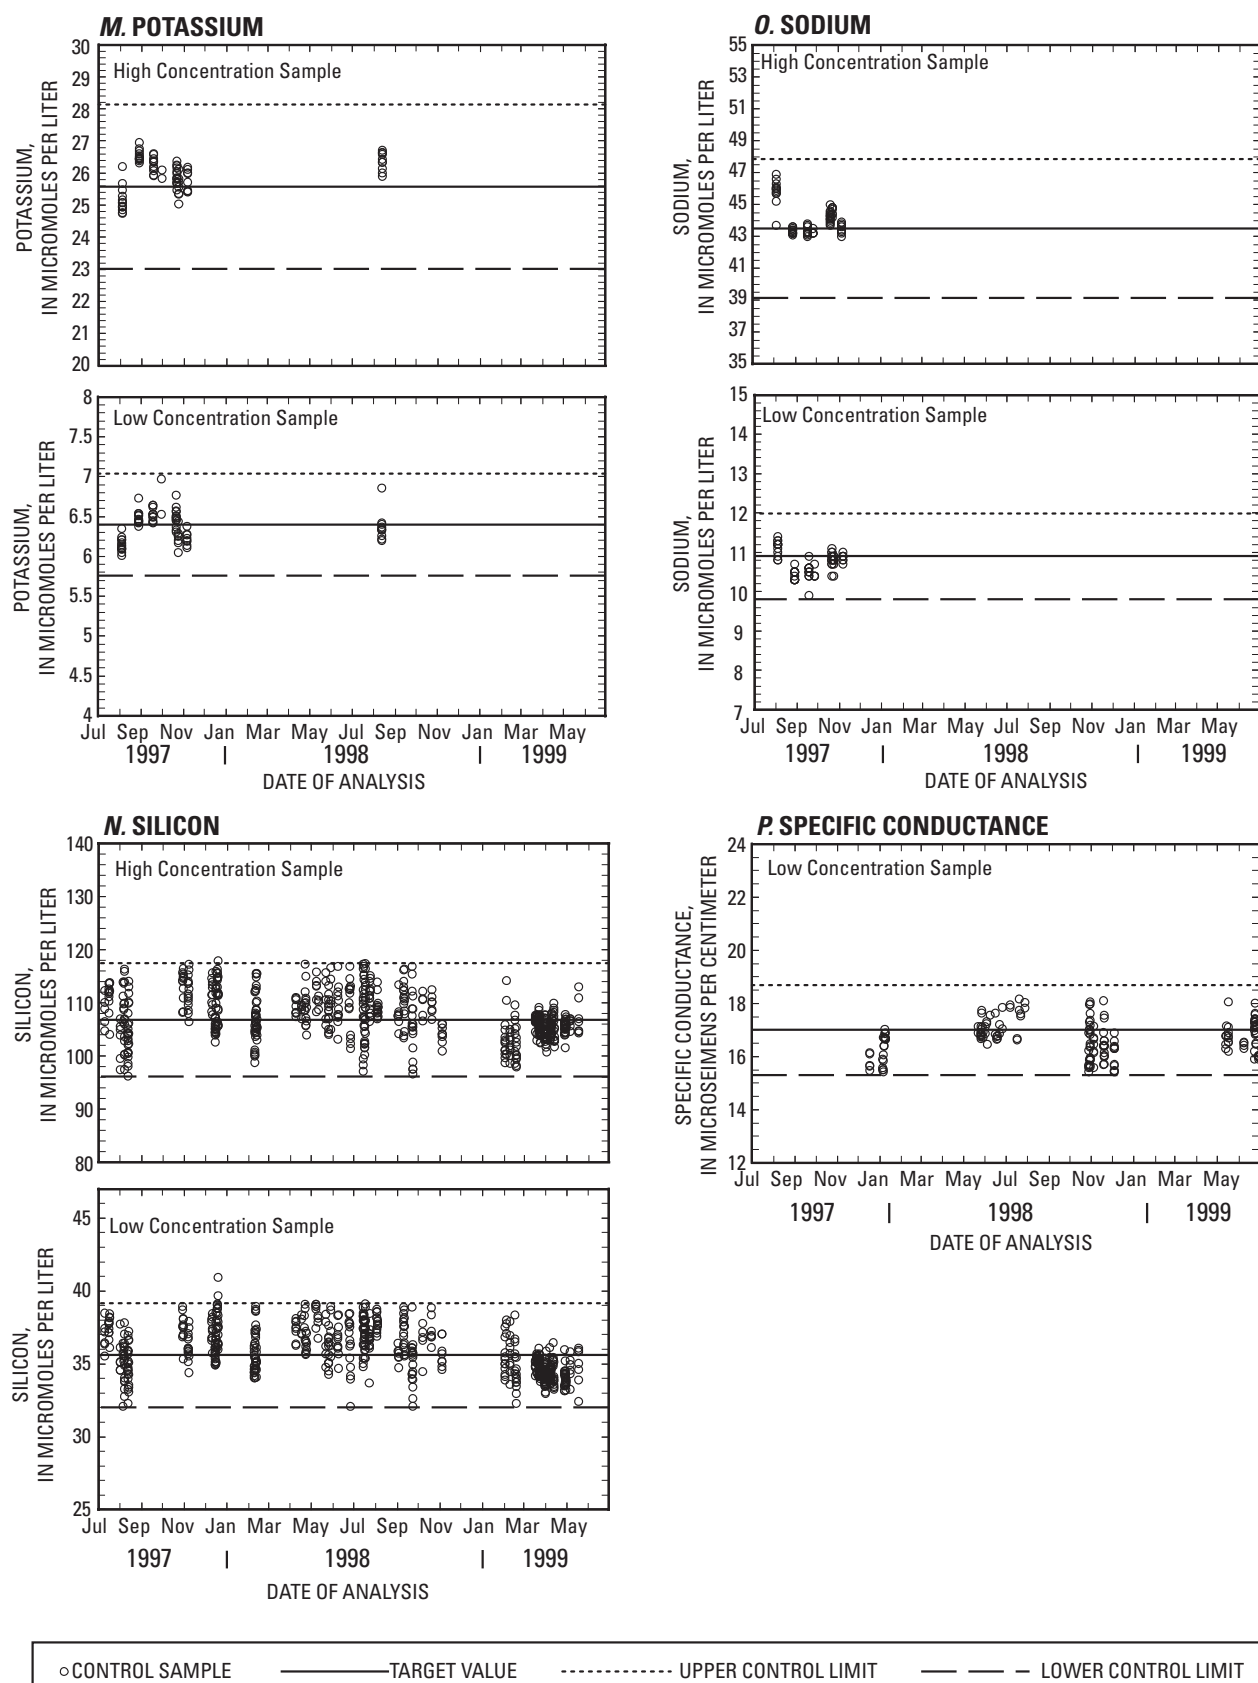 M. POTASSIUM
30
29
28
27
26
25
24
23
22
21
20
POTASSIUM,
IN MICROMOLES PER LITER
High Concentration Sample
8
7.5
7
6.5
6
5.5
5
4.5
4
POTASSIUM,
IN MICROMOLES PER LITER
Low Concentration Sample
Jul Sep Nov Jan Mar May Jul Sep Nov Jan Mar May
1997 | 1998 | 1999
DATE OF ANALYSIS
O. SODIUM
55
53
51
49
47
45
43
41
39
37
35
SODIUM,
IN MICROMOLES PER LITER
High Concentration Sample
15
14
13
12
11
10
9
8
7
SODIUM,
IN MICROMOLES PER LITER
Low Concentration Sample
Jul Sep Nov Jan Mar May Jul Sep Nov Jan Mar May
1997 | 1998 | 1999
DATE OF ANALYSIS
N. SILICON
140
130
120
110
100
90
80
SILICON,
IN MICROMOLES PER LITER
High Concentration Sample
45
40
35
30
25
SILICON,
IN MICROMOLES PER LITER
Low Concentration Sample
Jul Sep Nov Jan Mar May Jul Sep Nov Jan Mar May
1997 | 1998 | 1999
DATE OF ANALYSIS
P. SPECIFIC CONDUCTANCE
24
22
20
18
16
14
12
SPECIFIC CONDUCTANCE,
IN MICROSEIMENS PER CENTIMETER
Low Concentration Sample
Jul Sep Nov Jan Mar May Jul Sep Nov Jan Mar May
1997 | 1998 | 1999
DATE OF ANALYSIS
CONTROL SAMPLE TARGET VALUE UPPER CONTROL LIMIT LOWER CONTROL LIMIT